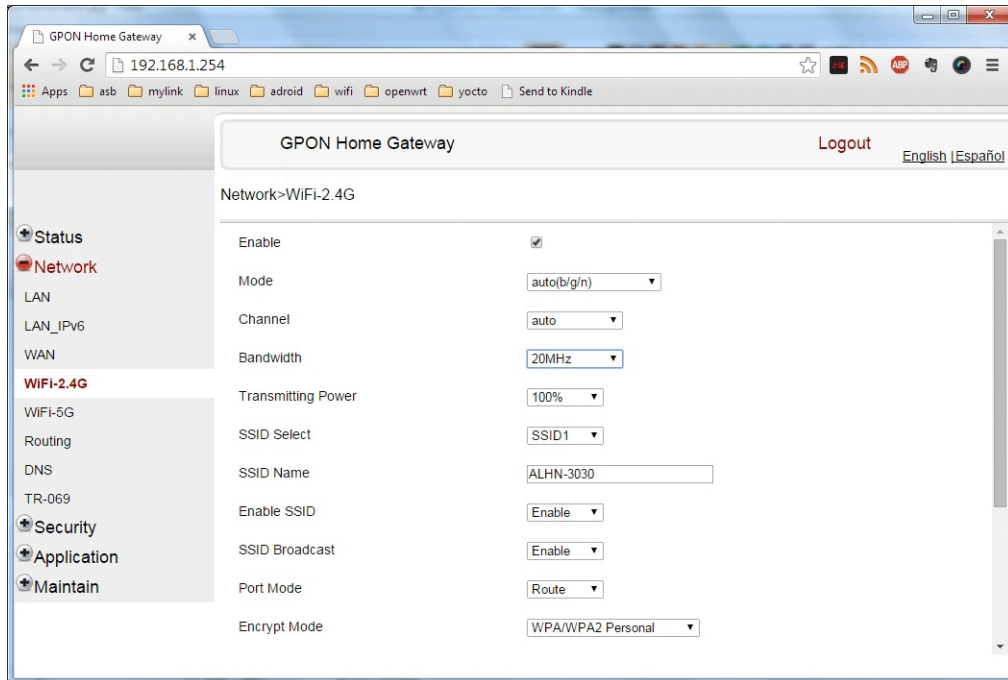 GPON Home Gateway
192.168.1.254
ABP
Apps asb mylink linux adroid wifi openwrt yocto Send to Kindle
GPON Home Gateway Logout English | Español
Network>WiFi-2.4G
Status
Network
LAN
LAN_IPv6
WAN
WiFi-2.4G
WiFi-5G
Routing
DNS
TR-069
Security
Application
Maintain
Enable
Mode auto(b/g/n)
Channel auto
Bandwidth 20MHz
Transmitting Power 100%
SSID Select SSID1
SSID Name ALHN-3030
Enable SSID Enable
SSID Broadcast Enable
Port Mode Route
Encrypt Mode WPA/WPA2 Personal